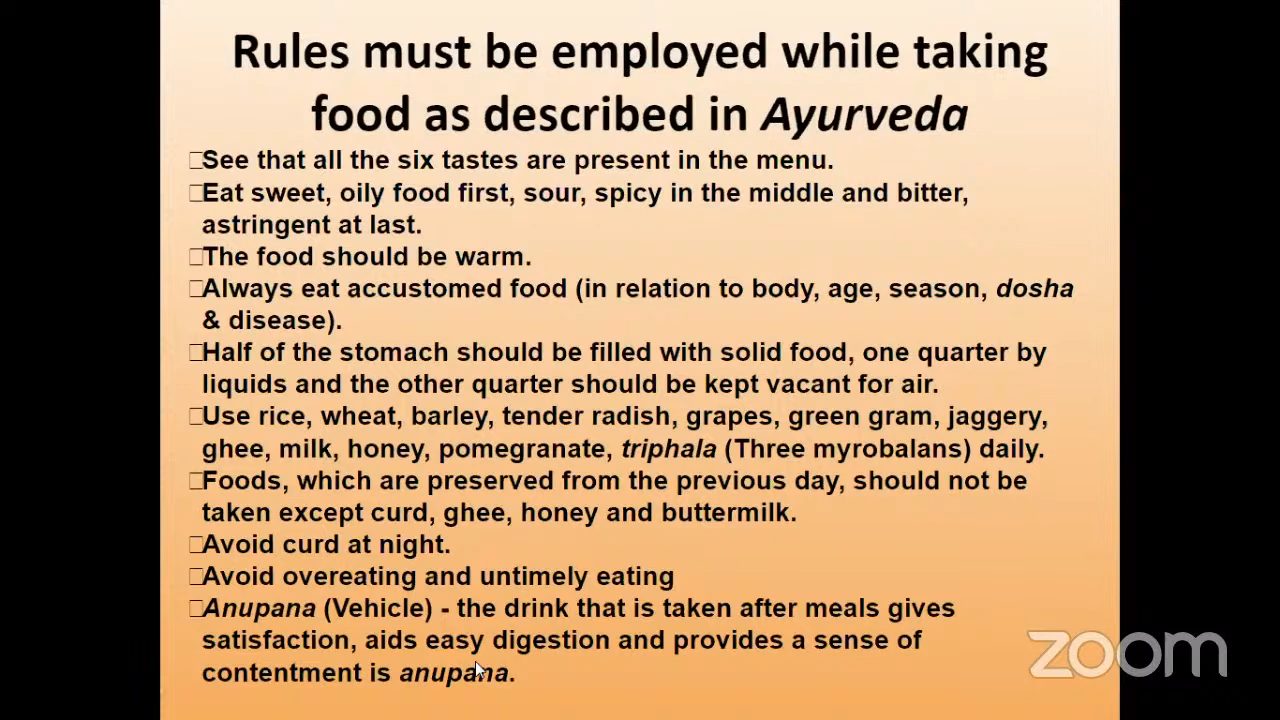 Rules must be employed while taking
food as described in Ayurveda
□See that all the six tastes are present in the menu.
□Eat sweet, oily food first, sour, spicy in the middle and bitter,
astringent at last.
□The food should be warm.
□Always eat accustomed food (in relation to body, age, season, dosha
& disease).
□Half of the stomach should be filled with solid food, one quarter by
liquids and the other quarter should be kept vacant for air.
□Use rice, wheat, barley, tender radish, grapes, green gram, jaggery,
ghee, milk, honey, pomegranate, triphala (Three myrobalans) daily.
□Foods, which are preserved from the previous day, should not be
taken except curd, ghee, honey and buttermilk.
□Avoid curd at night.
□Avoid overeating and untimely eating
□Anupana (Vehicle) - the drink that is taken after meals gives
satisfaction, aids easy digestion and provides a sense of
contentment is anupana.
zoom